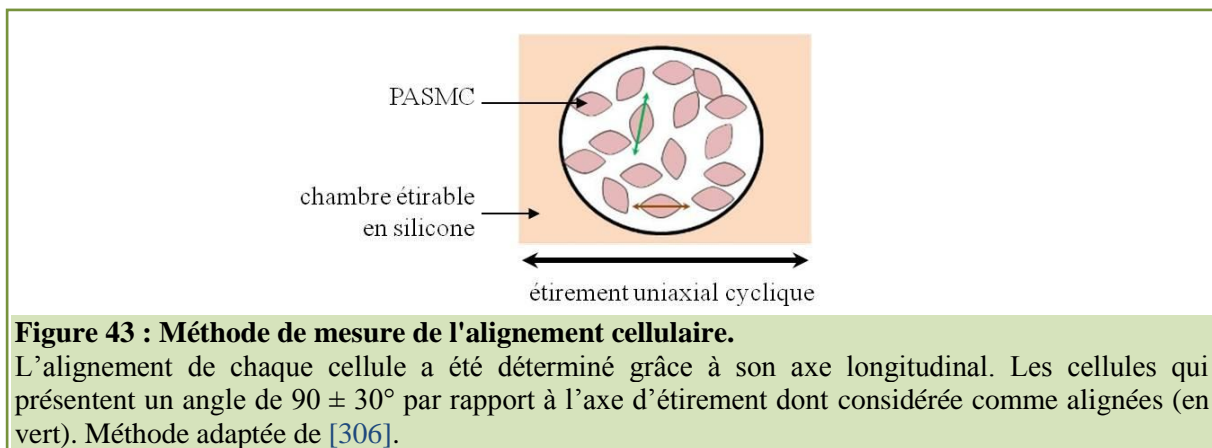 PASMC
chambre étirable
en silicone
étirement uniaxial cyclique
Figure 43 : Méthode de mesure de l'alignement cellulaire.
L’alignement de chaque cellule a été déterminé grâce à son axe longitudinal. Les cellules qui
présentent un angle de 90 ± 30° par rapport à l’axe d’étirement dont considérée comme alignées (en
vert). Méthode adaptée de [306].